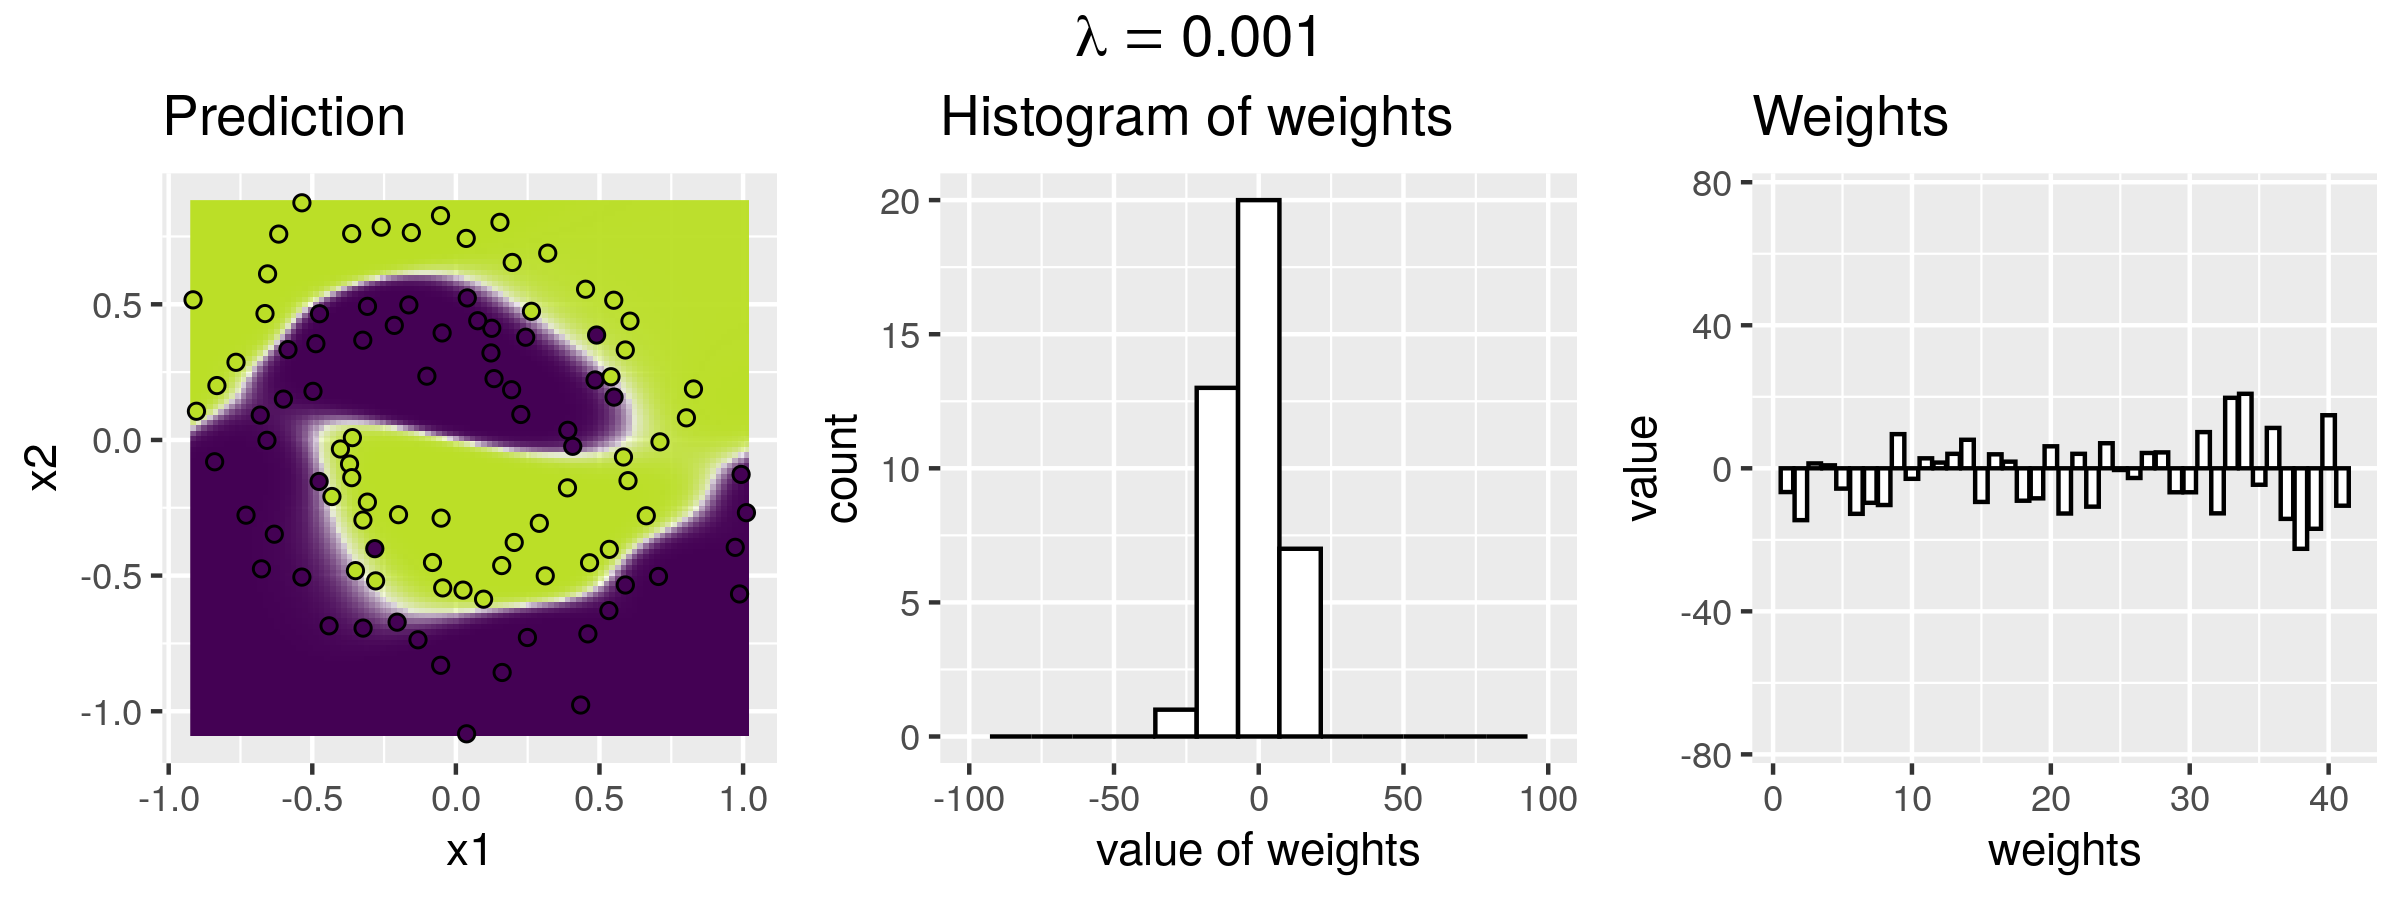 λ = 0.001
Prediction
Histogram of weights
Weights
0.5
0.0
-0.5
-1.0
x2
-1.0 -0.5 0.0 0.5 1.0
x1
20
15
10
5
0
count
-100 -50 0 50 100
value of weights
80
40
0
-40
-80
value
0 10 20 30 40
weights